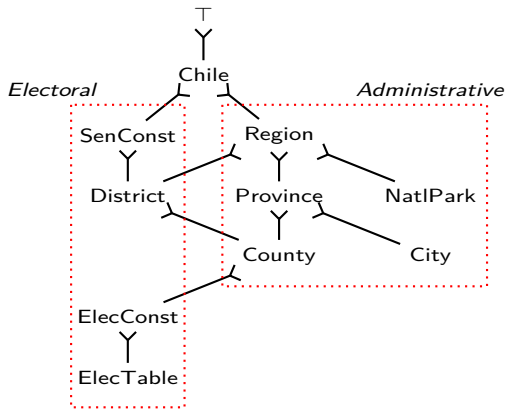 ⊤
Chile
Electoral Administrative
SenConst Region
District Province NatlPark
County City
ElecConst
ElecTable